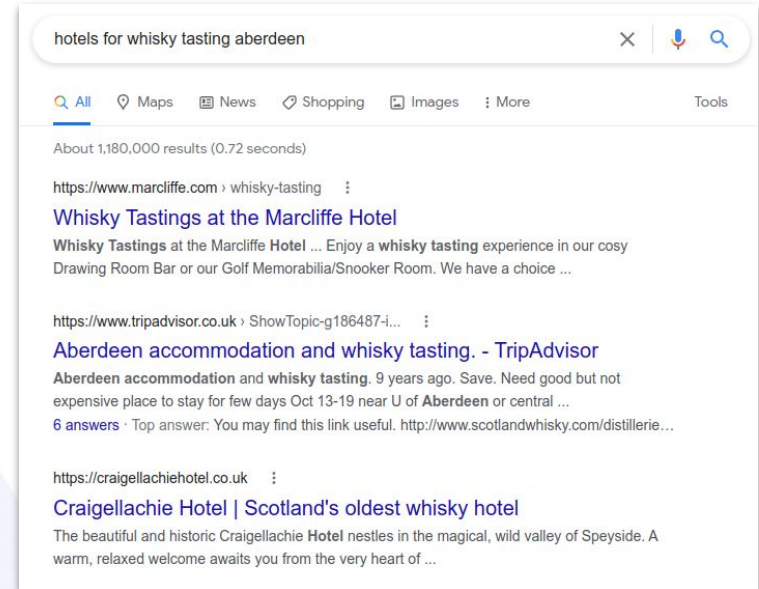 hotels for whisky tasting aberdeen
All Maps News Shopping Images More Tools
About 1,180,000 results (0.72 seconds)
https://www.marcliffe.com › whisky-tasting
Whisky Tastings at the Marcliffe Hotel
Whisky Tastings at the Marcliffe Hotel ... Enjoy a whisky tasting experience in our cosy
Drawing Room Bar or our Golf Memorabilia/Snooker Room. We have a choice ...
https://www.tripadvisor.co.uk › ShowTopic-g186487-i...
Aberdeen accommodation and whisky tasting. - TripAdvisor
Aberdeen accommodation and whisky tasting. 9 years ago. Save. Need good but not
expensive place to stay for few days Oct 13-19 near U of Aberdeen or central ...
6 answers · Top answer: You may find this link useful. http://www.scotlandwhisky.com/distillerie...
https://craigellachiehotel.co.uk
Craigellachie Hotel | Scotland's oldest whisky hotel
The beautiful and historic Craigellachie Hotel nestles in the magical, wild valley of Speyside. A
warm, relaxed welcome awaits you from the very heart of ...